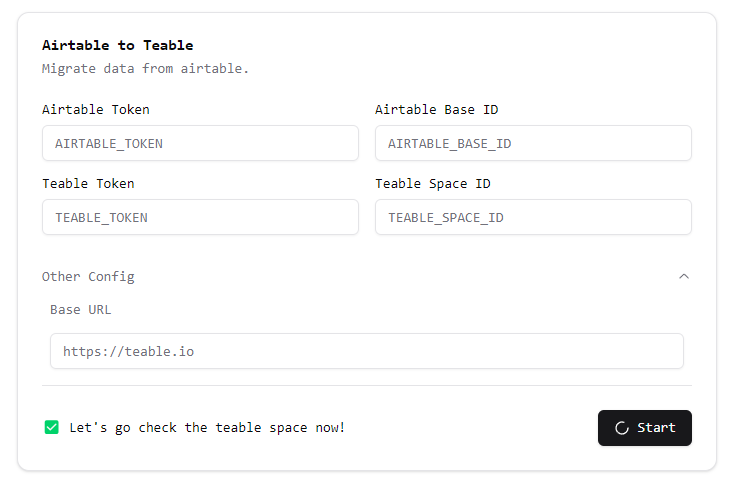 Airtable to Teable
Migrate data from airtable.
Airtable Token
Airtable Base ID
AIRTABLE_TOKEN
AIRTABLE_BASE_ID
Teable Token
Teable Space ID
TEABLE_TOKEN
TEABLE_SPACE_ID
Other Config
Base URL
https://teable.io
Let's go check the teable space now!
Start